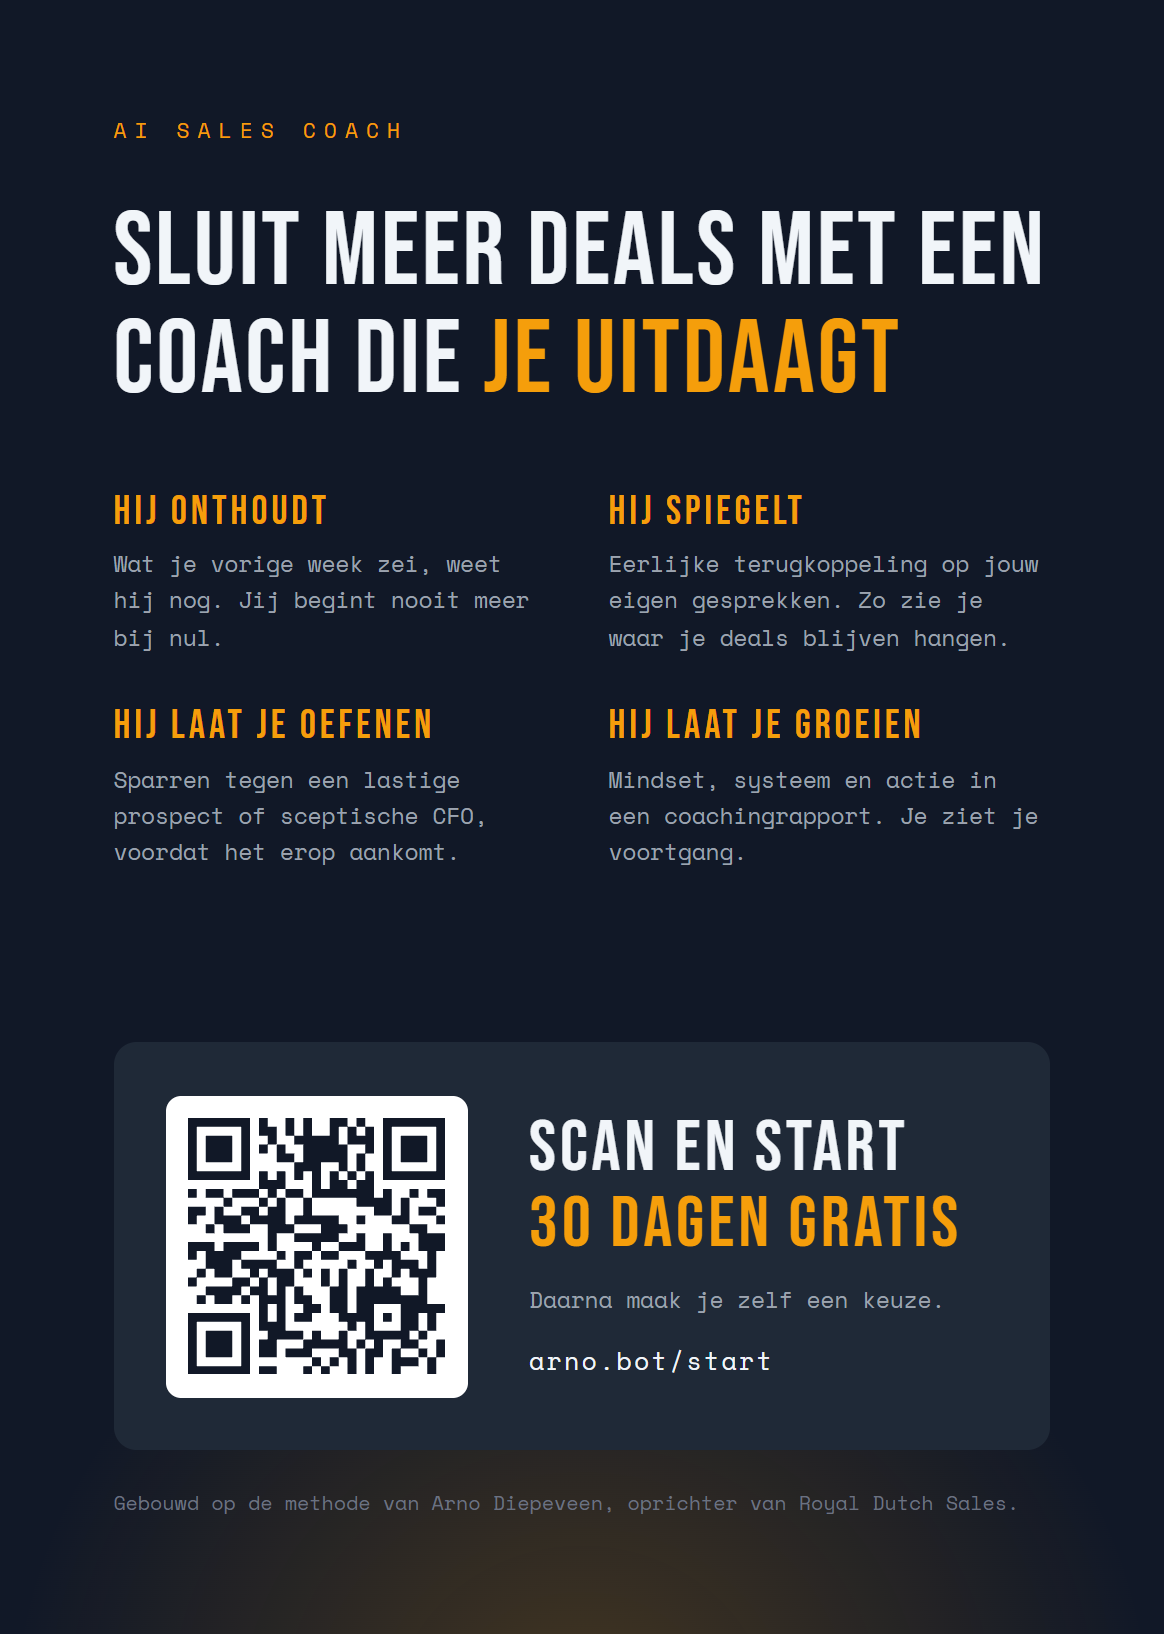 AI SALES COACH
SLUIT MEER DEALS MET EEN
COACH DIE JE UITDAAGT
HIJ ONTHOUDT
Wat je vorige week zei, weet
hij nog. Jij begint nooit meer
bij nul.
HIJ SPIEGELT
Eerlijke terugkoppeling op jouw
eigen gesprekken. Zo zie je
waar je deals blijven hangen.
HIJ LAAT JE OEFENEN
Sparren tegen een lastige
prospect of sceptische CFO,
voordat het erop aankomt.
HIJ LAAT JE GROEIEN
Mindset, systeem en actie in
een coachingrapport. Je ziet je
voortgang.
SCAN EN START
30 DAGEN GRATIS
Daarna maak je zelf een keuze.
arno.bot/start
Gebouwd op de methode van Arno Diepeveen, oprichter van Royal Dutch Sales.